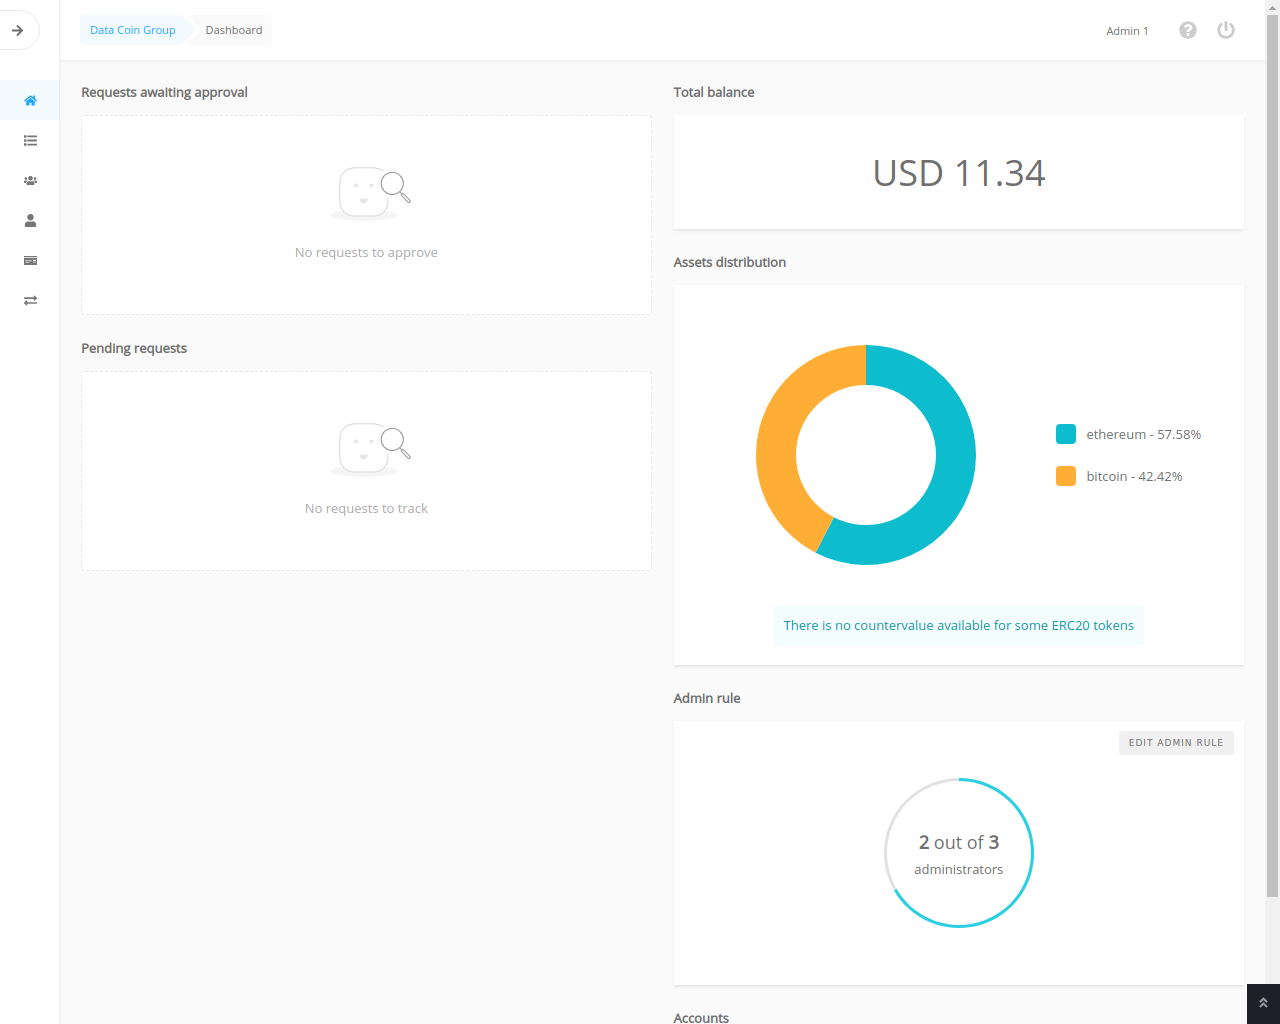 Data Coin Group
Dashboard
Admin 1
Requests awaiting approval
No requests to approve
Pending requests
No requests to track
Total balance
USD 11.34
Assets distribution
ethereum - 57.58%
bitcoin - 42.42%
There is no countervalue available for some ERC20 tokens
Admin rule
EDIT ADMIN RULE
2 out of 3
administrators
Accounts